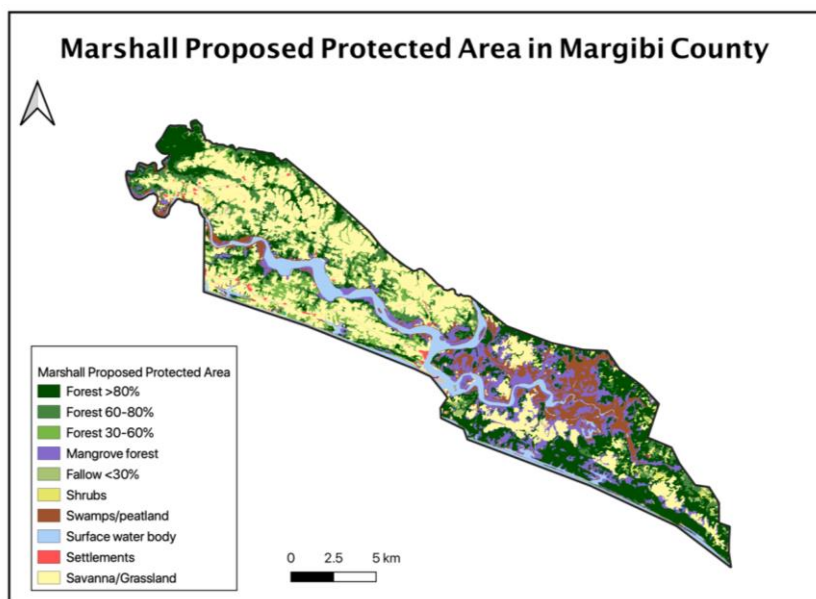 Marshall Proposed Protected Area in Margibi County
Marshall Proposed Protected Area
Forest >80%
Forest 60-80%
Forest 30-60%
Mangrove forest
Fallow <30%
Shrubs
Swamps/peatland
Surface water body
Settlements
Savanna/Grassland
0 2.5 5 km